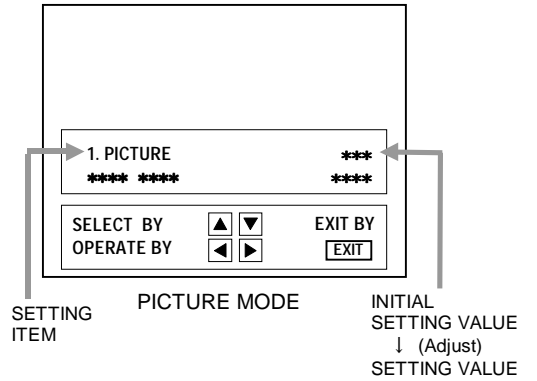 1. PICTURE ***
**** **** ****
SELECT BY ▲ ▼ EXIT BY
OPERATE BY ◀ ▶ EXIT
PICTURE MODE
SETTING
ITEM
INITIAL
SETTING VALUE
↓ (Adjust)
SETTING VALUE